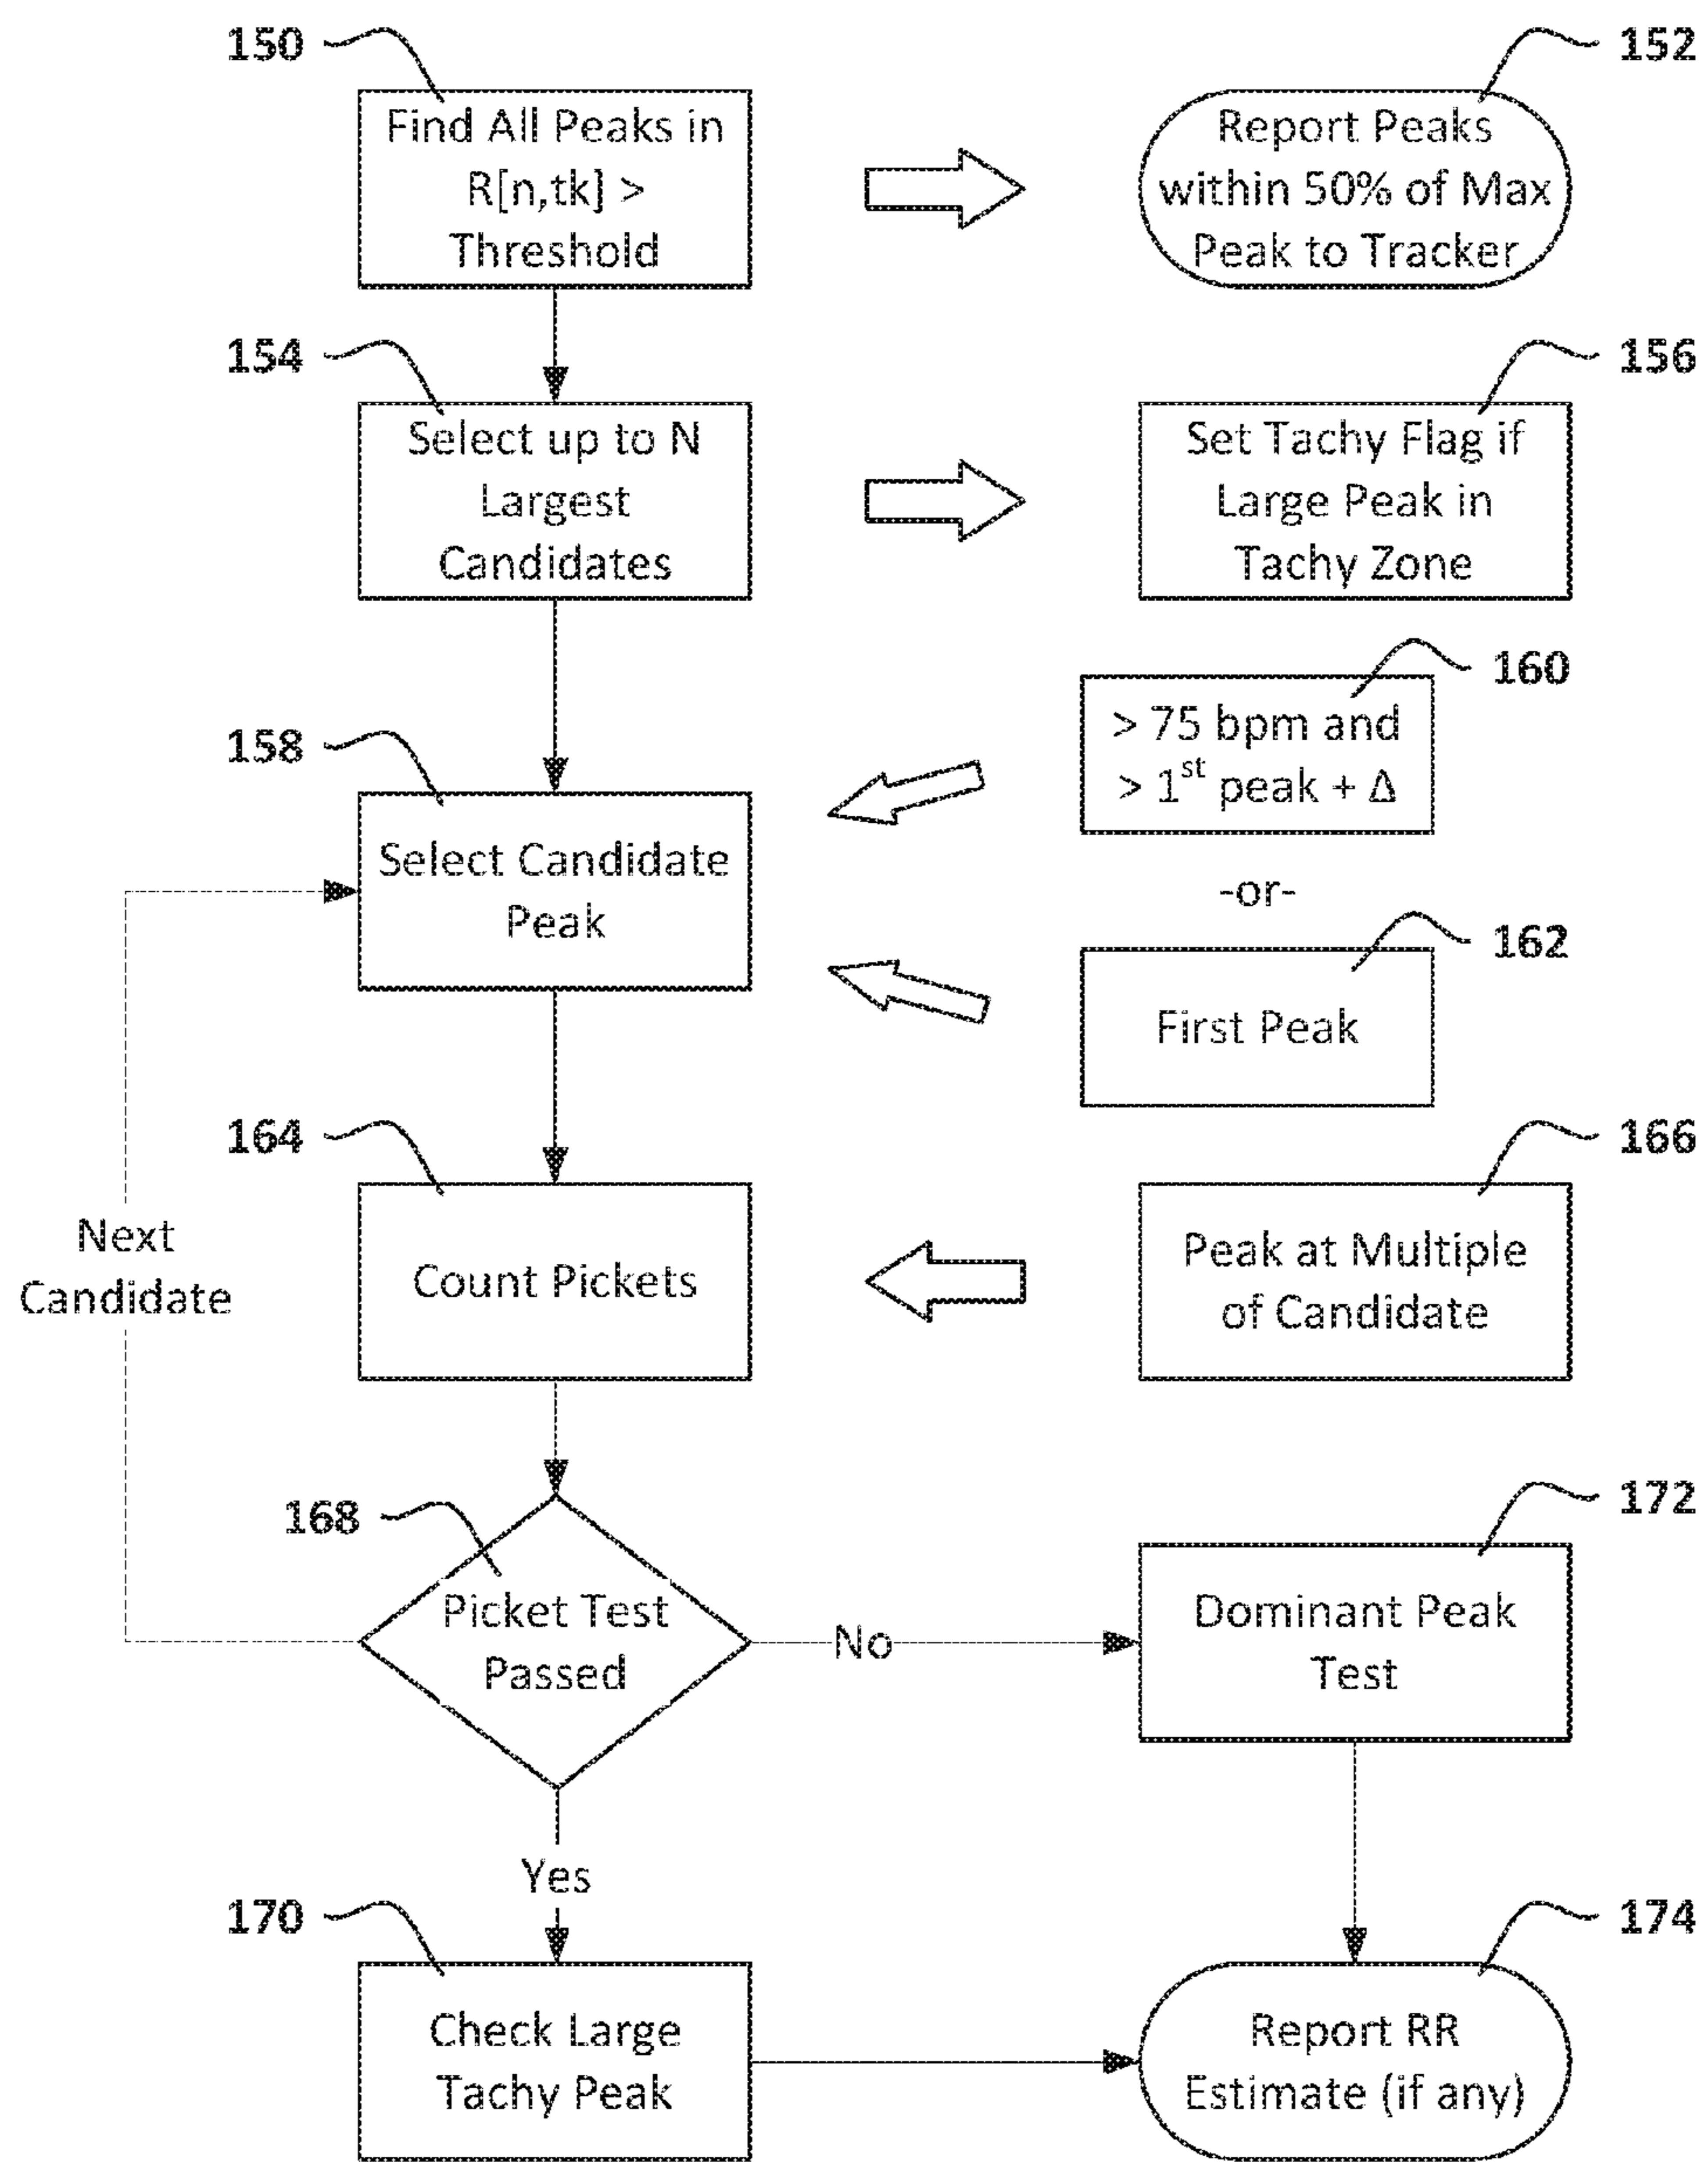 150
152
Find All Peaks in
R[n,tk] >
Threshold
Report Peaks
within 50% of Max
Peak to Tracker
154
156
Select up to N
Largest
Candidates
Set Tachy Flag if
Large Peak in
Tachy Zone
160
> 75 bpm and
> 1st peak + Δ
158
Select Candidate
Peak
-or-
162
First Peak
164
166
Next
Candidate
Count Pickets
Peak at Multiple
of Candidate
168
172
Picket Test
Passed
No
Dominant Peak
Test
Yes
170
174
Check Large
Tachy Peak
Report RR
Estimate (if any)